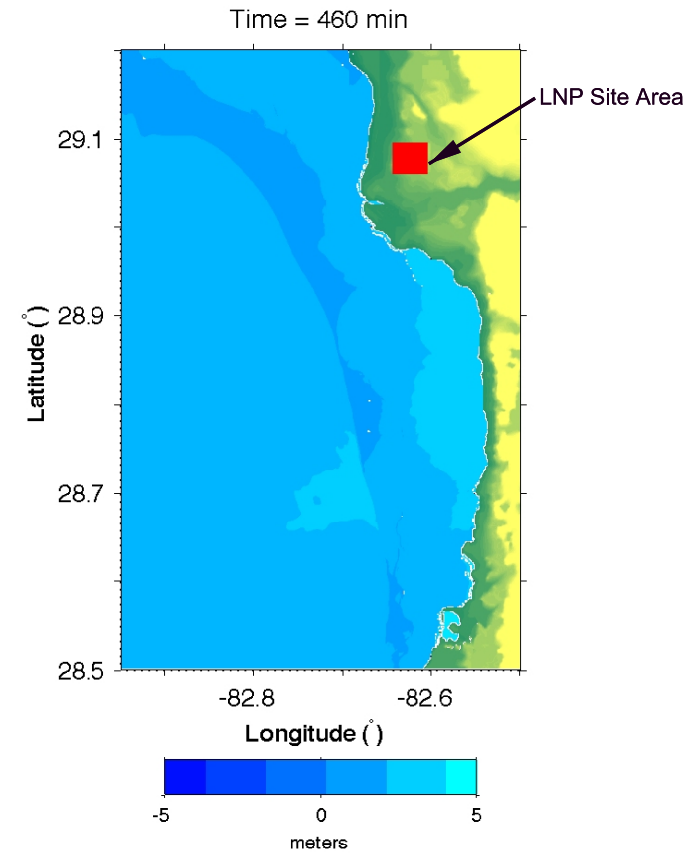 Time = 460 min
LNP Site Area
29.1
28.9
28.7
28.5
Latitude (°)
-82.8 -82.6
Longitude (°)
-5 0 5
meters